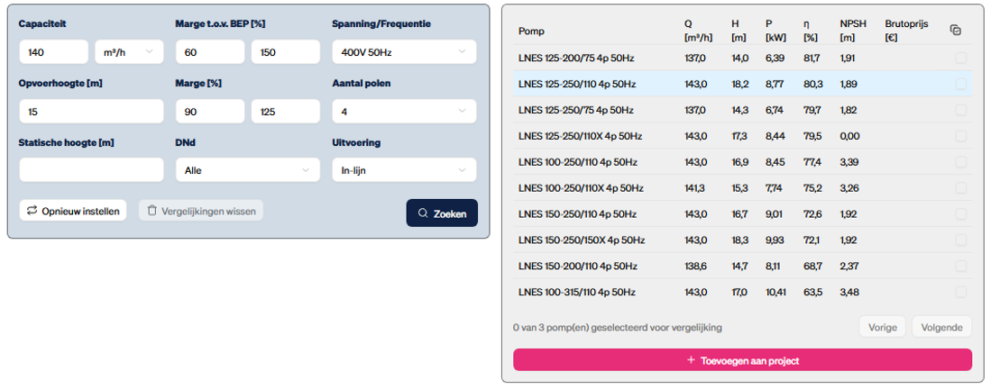 Capaciteit Marge t.o.v. BEP [%] Spanning/Frequentie
140 m³/h 60 150 400V 50Hz
Opvoerhoogte [m] Marge [%] Aantal polen
15 90 125 4
Statische hoogte [m] DNd Uitvoering
Alle In-lijn
Opnieuw instellen Vergelijkingen wissen Zoeken
Pomp Q [m³/h] H [m] P [kW] η [%] NPSH [m] Brutoprijs [€]
LNES 125-200/75 4p 50Hz 137,0 14,0 6,39 81,7 1,91
LNES 125-250/110 4p 50Hz 143,0 18,2 8,77 80,3 1,89
LNES 125-250/75 4p 50Hz 137,0 14,3 6,74 79,7 1,82
LNES 125-250/110X 4p 50Hz 143,0 17,3 8,44 79,5 0,00
LNES 100-250/110 4p 50Hz 143,0 16,9 8,45 77,4 3,39
LNES 100-250/110X 4p 50Hz 141,3 15,3 7,74 75,2 3,26
LNES 150-250/110 4p 50Hz 143,0 16,7 9,01 72,6 1,92
LNES 150-250/150X 4p 50Hz 143,0 18,3 9,93 72,1 1,92
LNES 150-200/110 4p 50Hz 138,6 14,7 8,11 68,7 2,37
LNES 100-315/110 4p 50Hz 143,0 17,0 10,41 63,5 3,48
0 van 3 pomp(en) geselecteerd voor vergelijking Vorige Volgende
+ Toevoegen aan project